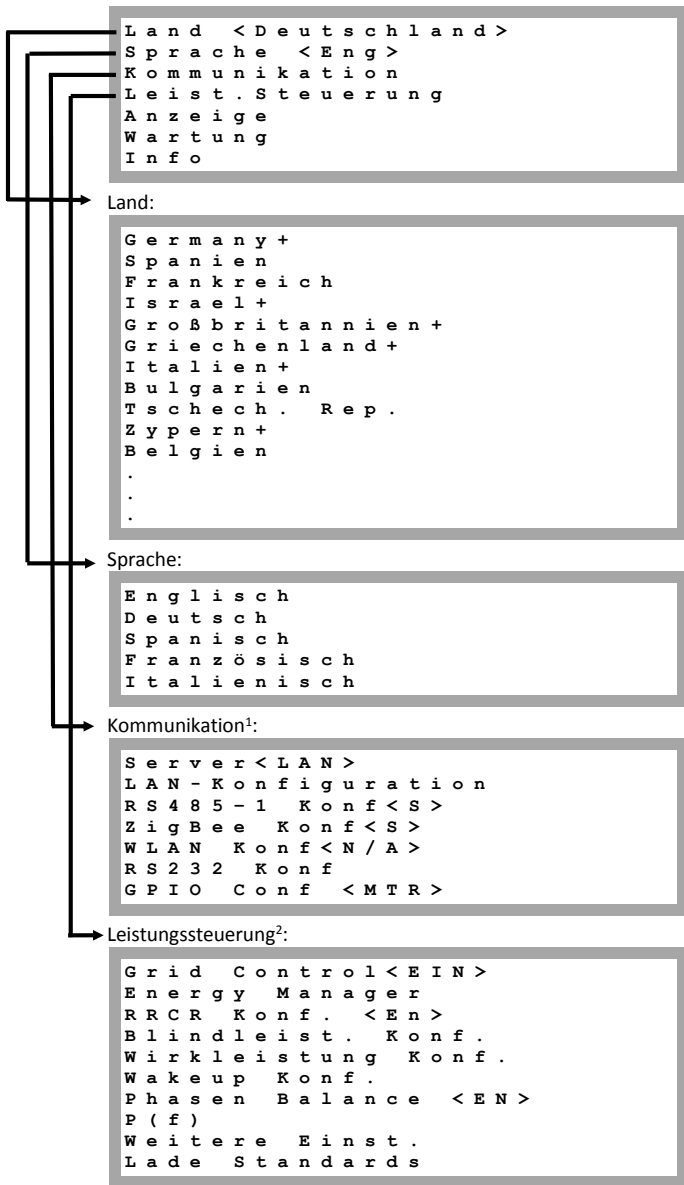 Land <Deutschland>
Sprache <Eng>
Kommunikation
Leist.Steuerung
Anzeige
Wartung
Info
Land:
Germany+
Spanien
Frankreich
Israel+
Großbritannien+
Griechenland+
Italien+
Bulgarien
Tschech. Rep.
Zypern+
Belgien
.
.
.
Sprache:
Englisch
Deutsch
Spanisch
Französisch
Italienisch
Kommunikation¹:
Server<LAN>
LAN-Konfiguration
RS485-1 Konf<S>
ZigBee Konf<S>
WLAN Konf<N/A>
RS232 Konf
GPIO Conf <MTR>
Leistungssteuerung²:
Grid Control<EIN>
Energy Manager
RRCR Konf. <En>
Blindleist. Konf.
Wirkleistung Konf.
Wakeup Konf.
Phasen Balance <EN>
P(f)
Weitere Einst.
Lade Standards